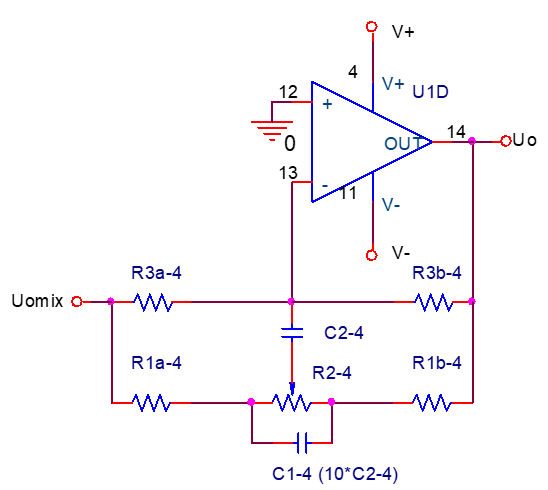 V+
4
V+
U1D
12
+
14
Uo
OUT
0
13
-
11
V-
V-
R3a-4
R3b-4
Uomix
C2-4
R1a-4
R2-4
R1b-4
C1-4 (10*C2-4)